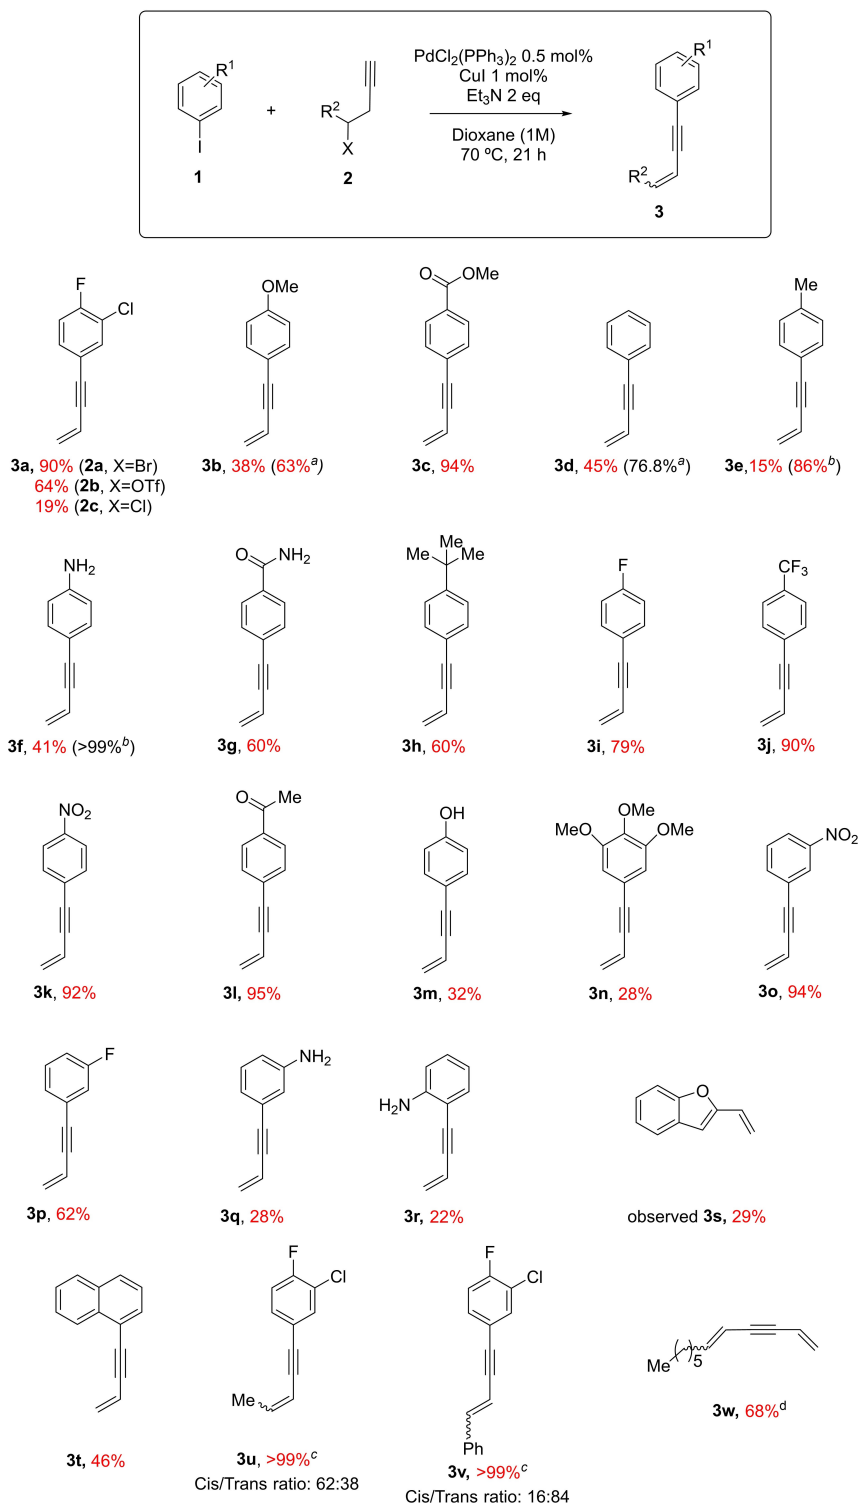 R1
I
1
+
R2
X
2
PdCl2(PPh3)2 0.5 mol%
CuI 1 mol%
Et3N 2 eq
Dioxane (1M)
70 ºC, 21 h
R1
R2
3
F
Cl
OMe
O OMe
Me
3a, 90% (2a, X=Br)
64% (2b, X=OTf)
19% (2c, X=Cl)
3b, 38% (63%a)
3c, 94%
3d, 45% (76.8%a)
3e,15% (86%b)
NH2
O NH2
Me
Me Me
F
CF3
3f, 41% (>99%b)
3g, 60%
3h, 60%
3i, 79%
3j, 90%
NO2
O Me
OH
OMe
MeO OMe
NO2
3k, 92%
3l, 95%
3m, 32%
3n, 28%
3o, 94%
F
NH2
H2N
O
3p, 62%
3q, 28%
3r, 22%
observed 3s, 29%
F
Cl
Me
F
Cl
Ph
Me ( )5
3t, 46%
3u, >99%c
Cis/Trans ratio: 62:38
3v, >99%c
Cis/Trans ratio: 16:84
3w, 68%d